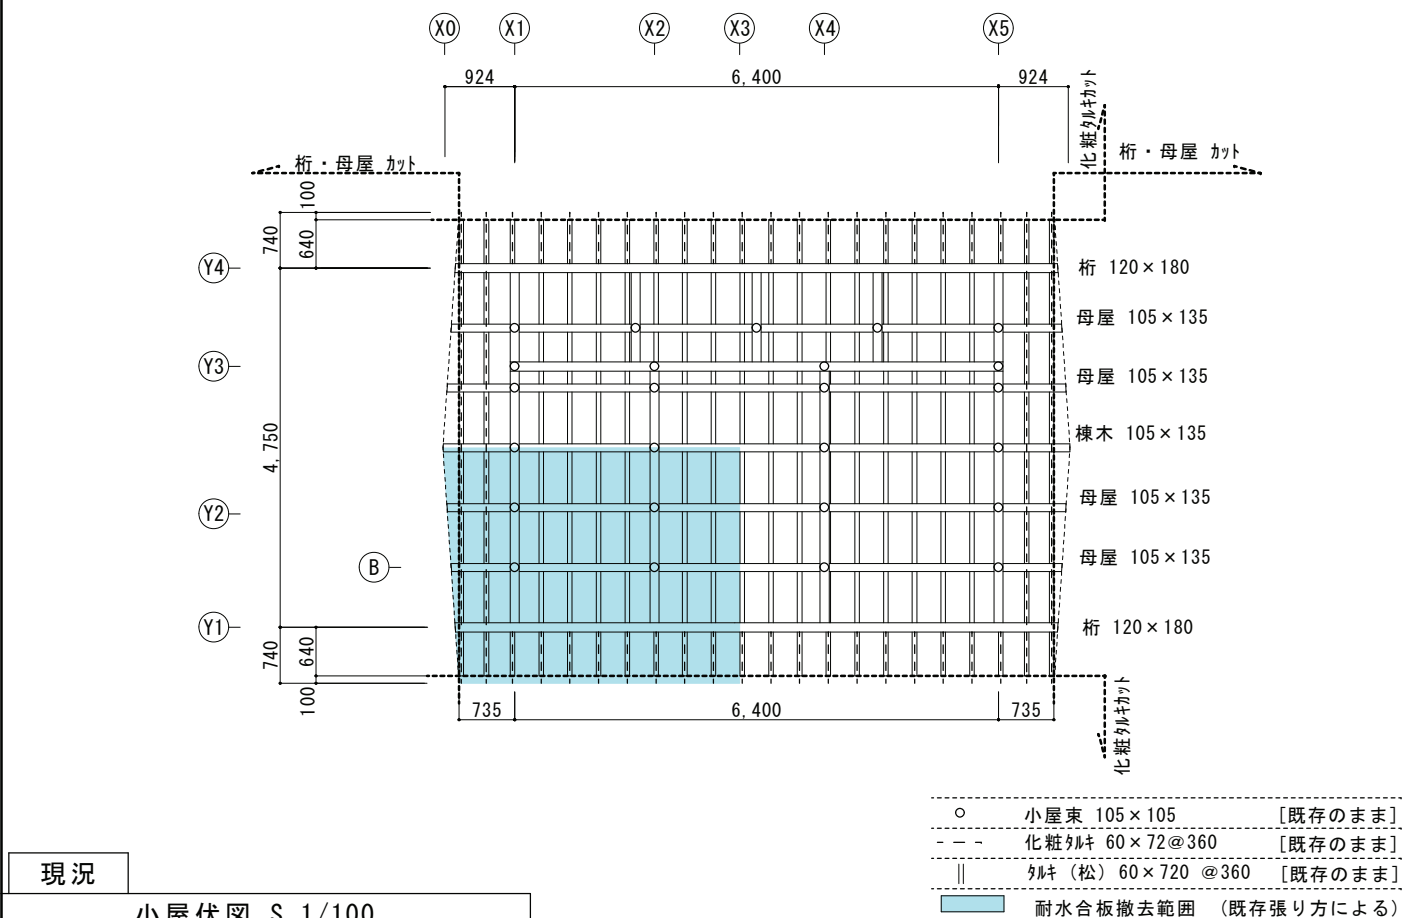 X0 X1 X2 X3 X4 X5
924 6,400 924
化粧タルキカット
桁・母屋 カット
桁・母屋 カット
100
740 640
Y4
桁 120×180
母屋 105×135
Y3
母屋 105×135
4,750
棟木 105×135
Y2
母屋 105×135
B
母屋 105×135
Y1
桁 120×180
740 640
100
735 6,400 735
化粧タルキカット
小屋束 105×105 [既存のまま]
化粧タルキ 60×72@360 [既存のまま]
タルキ (松) 60×720 @360 [既存のまま]
耐水合板撤去範囲 (既存張り方による)
現況
小屋伏図 S 1/100